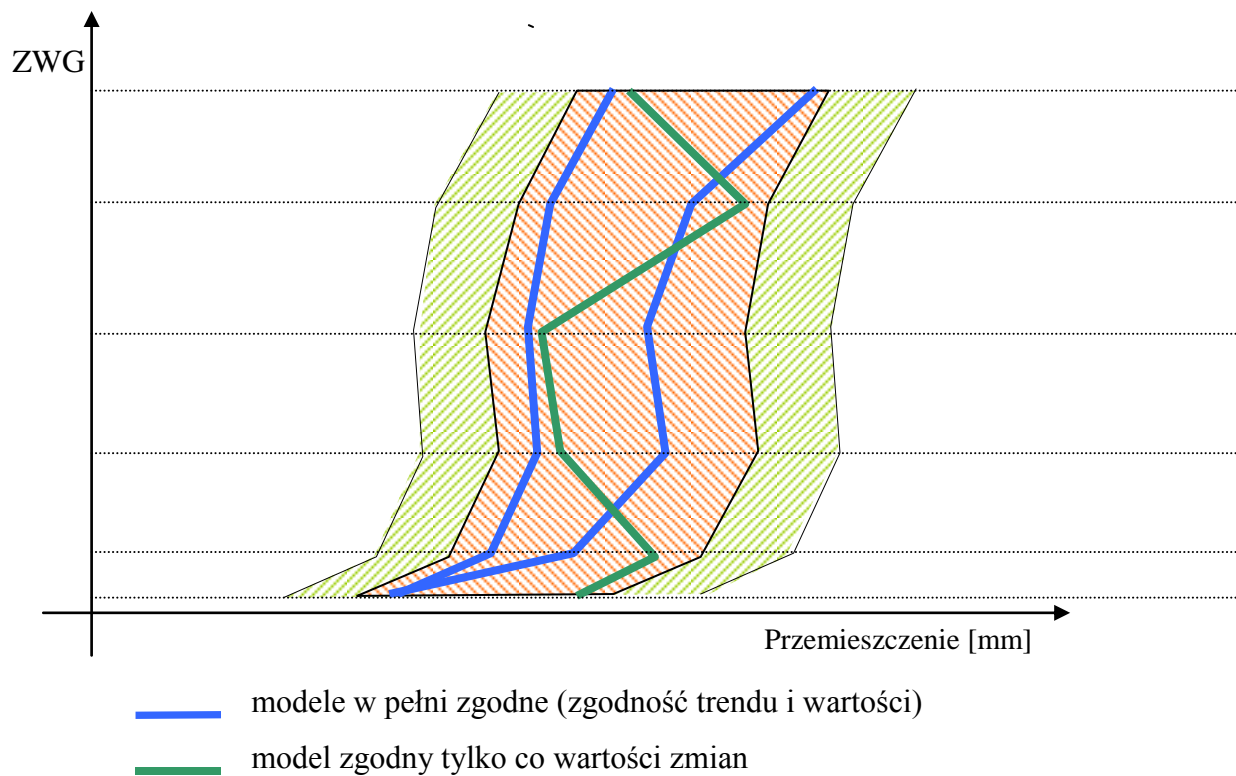 ZWG
Przemieszczenie [mm]
modele w pełni zgodne (zgodność trendu i wartości)
model zgodny tylko co wartości zmian